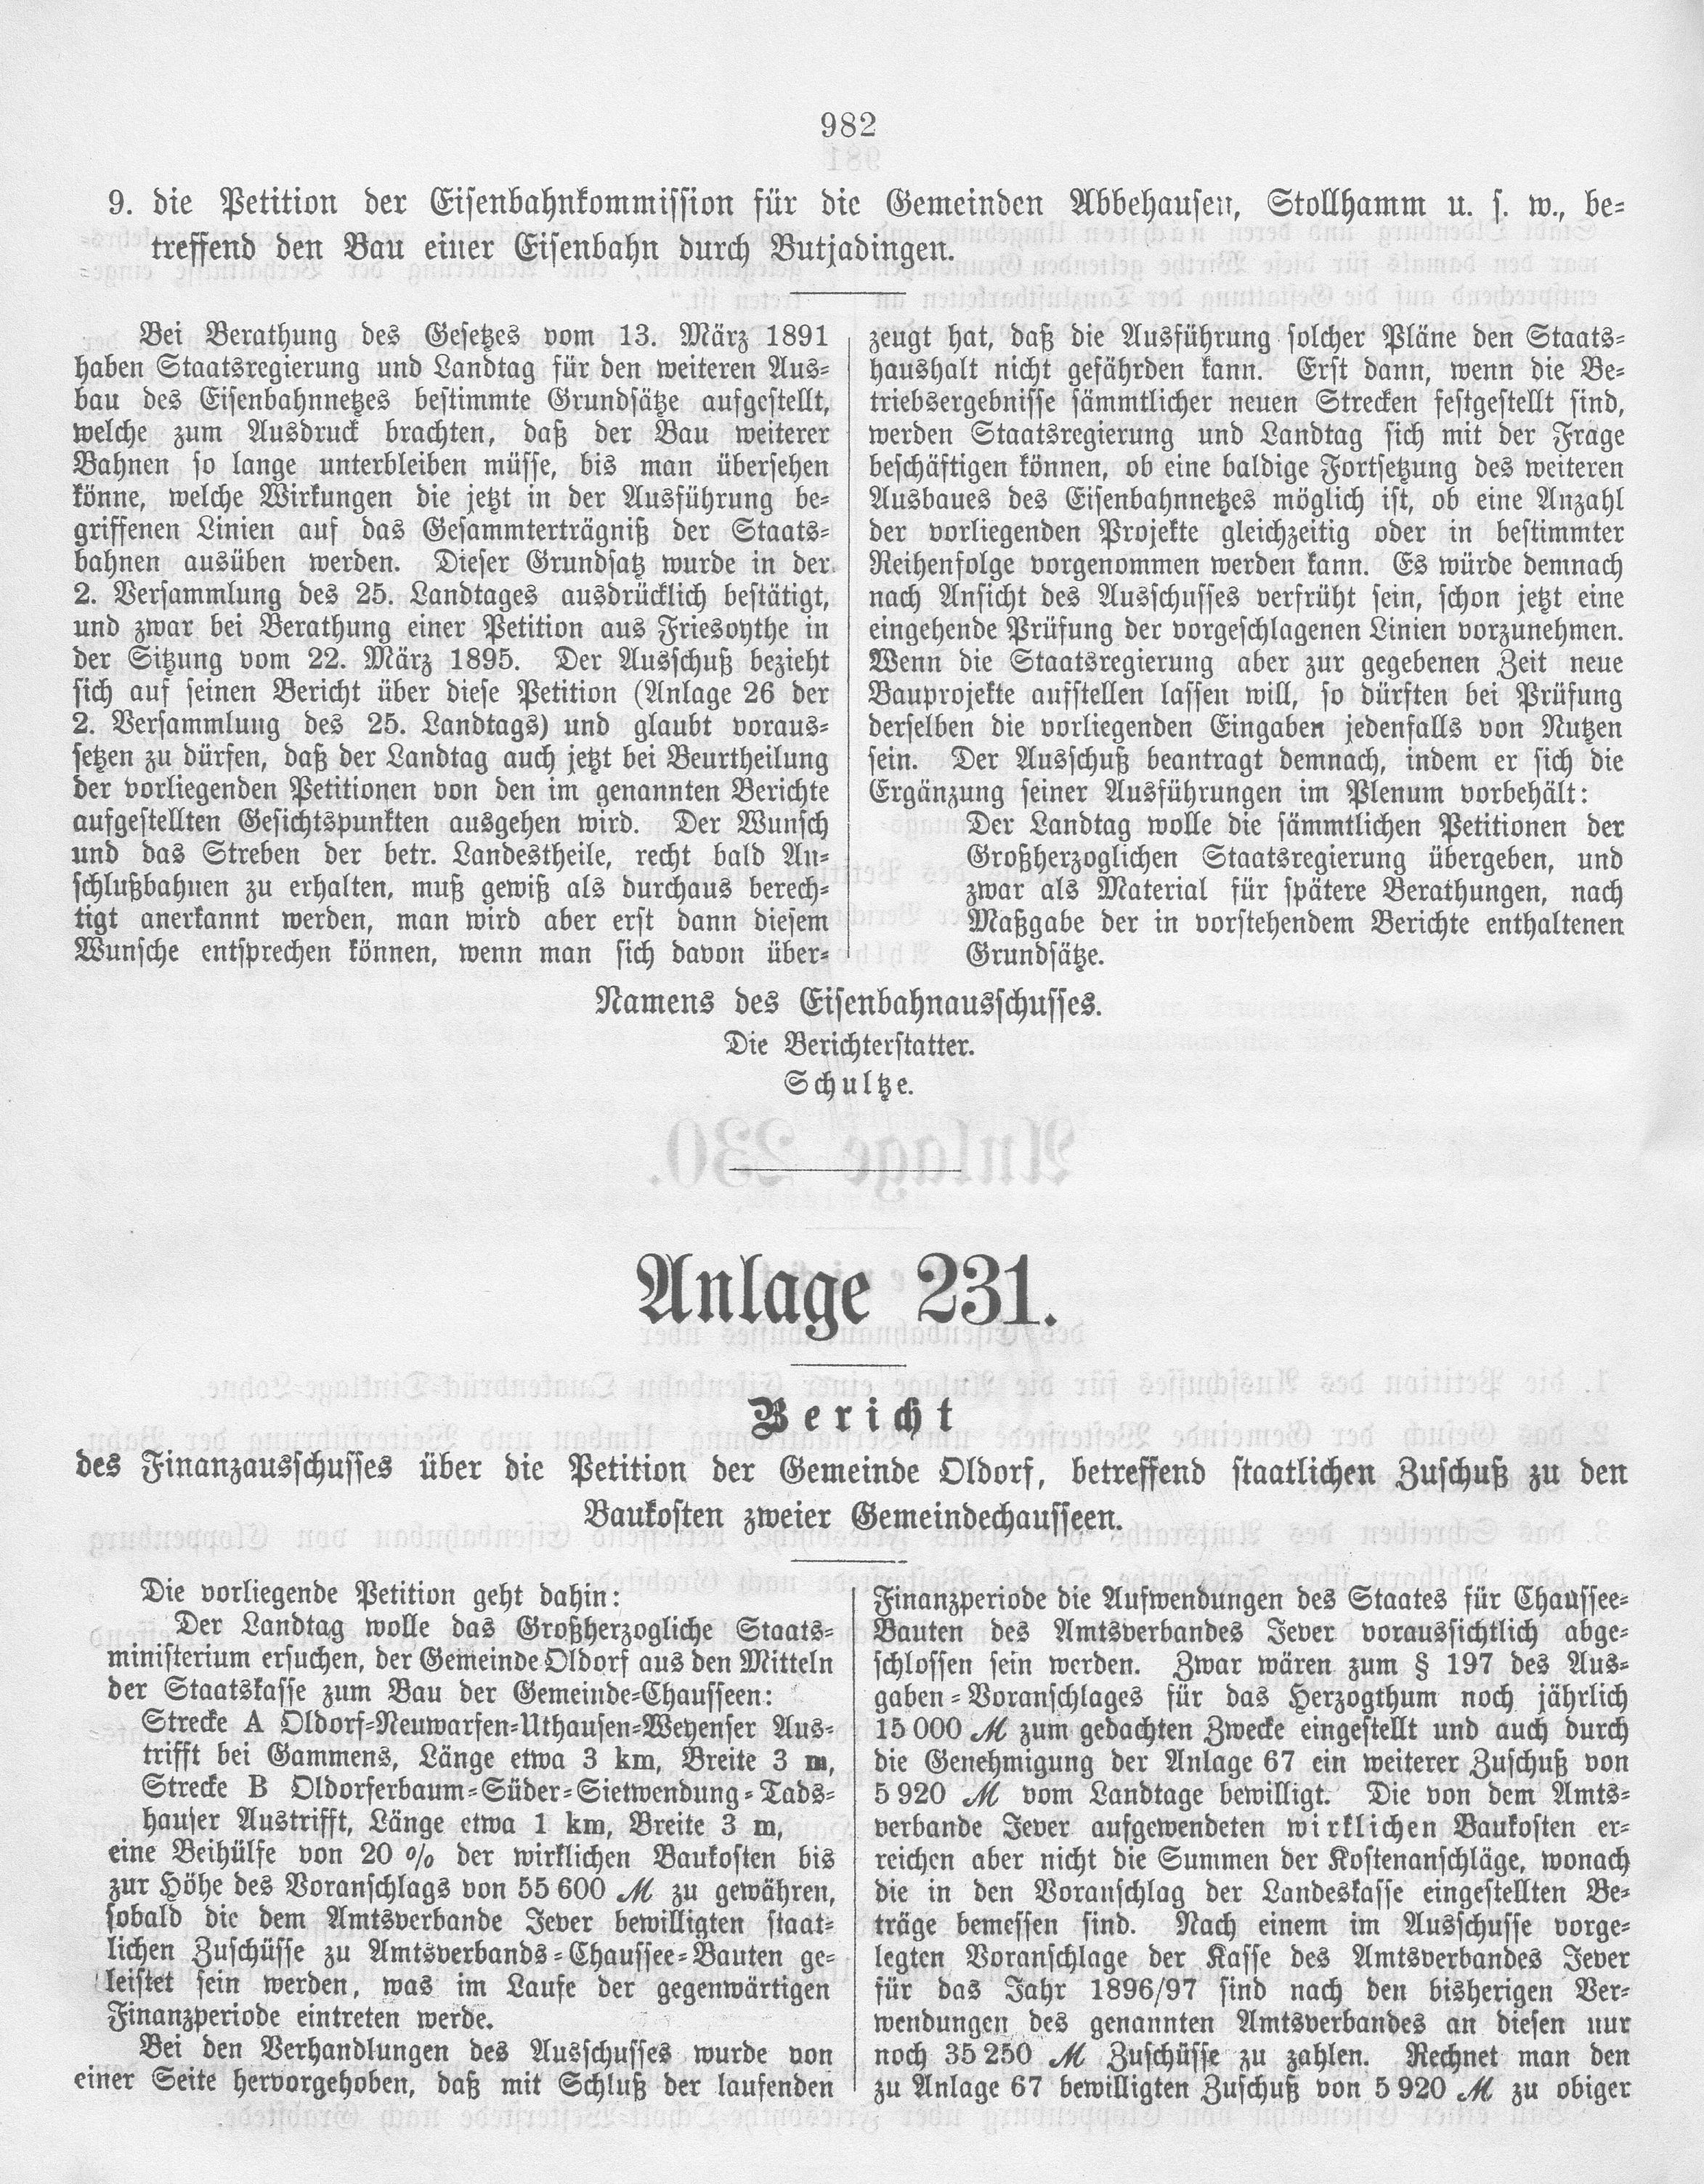 982
9. die Petition der Eisenbahnkommission für die Gemeinden Abbehausen, Stollhamm u. s. w., be-
treffend den Bau einer Eisenbahn durch Butjadingen.
Bei Berathung des Gesetzes vom 13. März 1891
haben Staatsregierung und Landtag für den weiteren Aus-
bau des Eisenbahnnetzes bestimmte Grundsätze aufgestellt,
welche zum Ausdruck brachten, daß der Bau weiterer
Bahnen so lange unterbleiben müsse, bis man übersehen
könne, welche Wirkungen die jetzt in der Ausführung be-
griffenen Linien auf das Gesammterträgniß der Staats-
bahnen ausüben werden. Dieser Grundsatz wurde in der
2. Versammlung des 25. Landtages ausdrücklich bestätigt,
und zwar bei Berathung einer Petition aus Friesoythe in
der Sitzung vom 22. März 1895. Der Ausschuß bezieht
sich auf seinen Bericht über diese Petition (Anlage 26 der
2. Versammlung des 25. Landtags) und glaubt voraus-
setzen zu dürfen, daß der Landtag auch jetzt bei Beurtheilung
der vorliegenden Petitionen von den im genannten Berichte
aufgestellten Gesichtspunkten ausgehen wird. Der Wunsch
und das Streben der betr. Landestheile, recht bald An-
schlußbahnen zu erhalten, muß gewiß als durchaus berech-
tigt anerkannt werden, man wird aber erst dann diesem
Wunsche entsprechen können, wenn man sich davon über-
zeugt hat, daß die Ausführung solcher Pläne den Staats-
haushalt nicht gefährden kann. Erst dann, wenn die Be-
triebsergebnisse sämmtlicher neuen Strecken festgestellt sind,
werden Staatsregierung und Landtag sich mit der Frage
beschäftigen können, ob eine baldige Fortsetzung des weiteren
Ausbaues des Eisenbahnnetzes möglich ist, ob eine Anzahl
der vorliegenden Projekte gleichzeitig oder in bestimmter
Reihenfolge vorgenommen werden kann. Es würde demnach
nach Ansicht des Ausschusses verfrüht sein, schon jetzt eine
eingehende Prüfung der vorgeschlagenen Linien vorzunehmen.
Wenn die Staatsregierung aber zur gegebenen Zeit neue
Bauprojekte aufstellen lassen will, so dürften bei Prüfung
derselben die vorliegenden Eingaben jedenfalls von Nutzen
sein. Der Ausschuß beantragt demnach, indem er sich die
Ergänzung seiner Ausführungen im Plenum vorbehält:
Der Landtag wolle die sämmtlichen Petitionen der
Großherzoglichen Staatsregierung übergeben, und
zwar als Material für spätere Berathungen, nach
Maßgabe der in vorstehendem Berichte enthaltenen
Grundsätze.
Namens des Eisenbahnausschusses.
Die Berichterstatter.
Schultze.
Anlage 231.
Bericht
des Finanzausschusses über die Petition der Gemeinde Oldorf, betreffend staatlichen Zuschuß zu den
Baukosten zweier Gemeindechausseen.
Die vorliegende Petition geht dahin:
Der Landtag wolle das Großherzogliche Staats-
ministerium ersuchen, der Gemeinde Oldorf aus den Mitteln
der Staatskasse zum Bau der Gemeinde-Chausseen:
Strecke A Oldorf-Neuwarfen-Uthausen-Weyenser Aus-
trifft bei Gammens, Länge etwa 3 km, Breite 3 m,
Strecke B Oldorferbaum-Süder-Sietwendung-Tads-
hauser Austrifft, Länge etwa 1 km, Breite 3 m,
eine Beihülfe von 20 % der wirklichen Baukosten bis
zur Höhe des Voranschlags von 55 600 ℳ zu gewähren,
sobald die dem Amtsverbande Jever bewilligten staat-
lichen Zuschüsse zu Amtsverbands-Chaussee-Bauten ge-
leistet sein werden, was im Laufe der gegenwärtigen
Finanzperiode eintreten werde.
Bei den Verhandlungen des Ausschusses wurde von
einer Seite hervorgehoben, daß mit Schluß der laufenden
Finanzperiode die Aufwendungen des Staates für Chaussee-
Bauten des Amtsverbandes Jever voraussichtlich abge-
schlossen sein werden. Zwar wären zum § 197 des Aus-
gaben-Voranschlages für das Herzogthum noch jährlich
15 000 ℳ zum gedachten Zwecke eingestellt und auch durch
die Genehmigung der Anlage 67 ein weiterer Zuschuß von
5 920 ℳ vom Landtage bewilligt. Die von dem Amts-
verbande Jever aufgewendeten wirklichen Baukosten er-
reichen aber nicht die Summen der Kostenanschläge, wonach
die in den Voranschlag der Landeskasse eingestellten Be-
träge bemessen sind. Nach einem im Ausschusse vorge-
legten Voranschlage der Kasse des Amtsverbandes Jever
für das Jahr 1896/97 sind nach den bisherigen Ver-
wendungen des genannten Amtsverbandes an diesen nur
noch 35 250 ℳ Zuschüsse zu zahlen. Rechnet man den
zu Anlage 67 bewilligten Zuschuß von 5 920 ℳ zu obiger